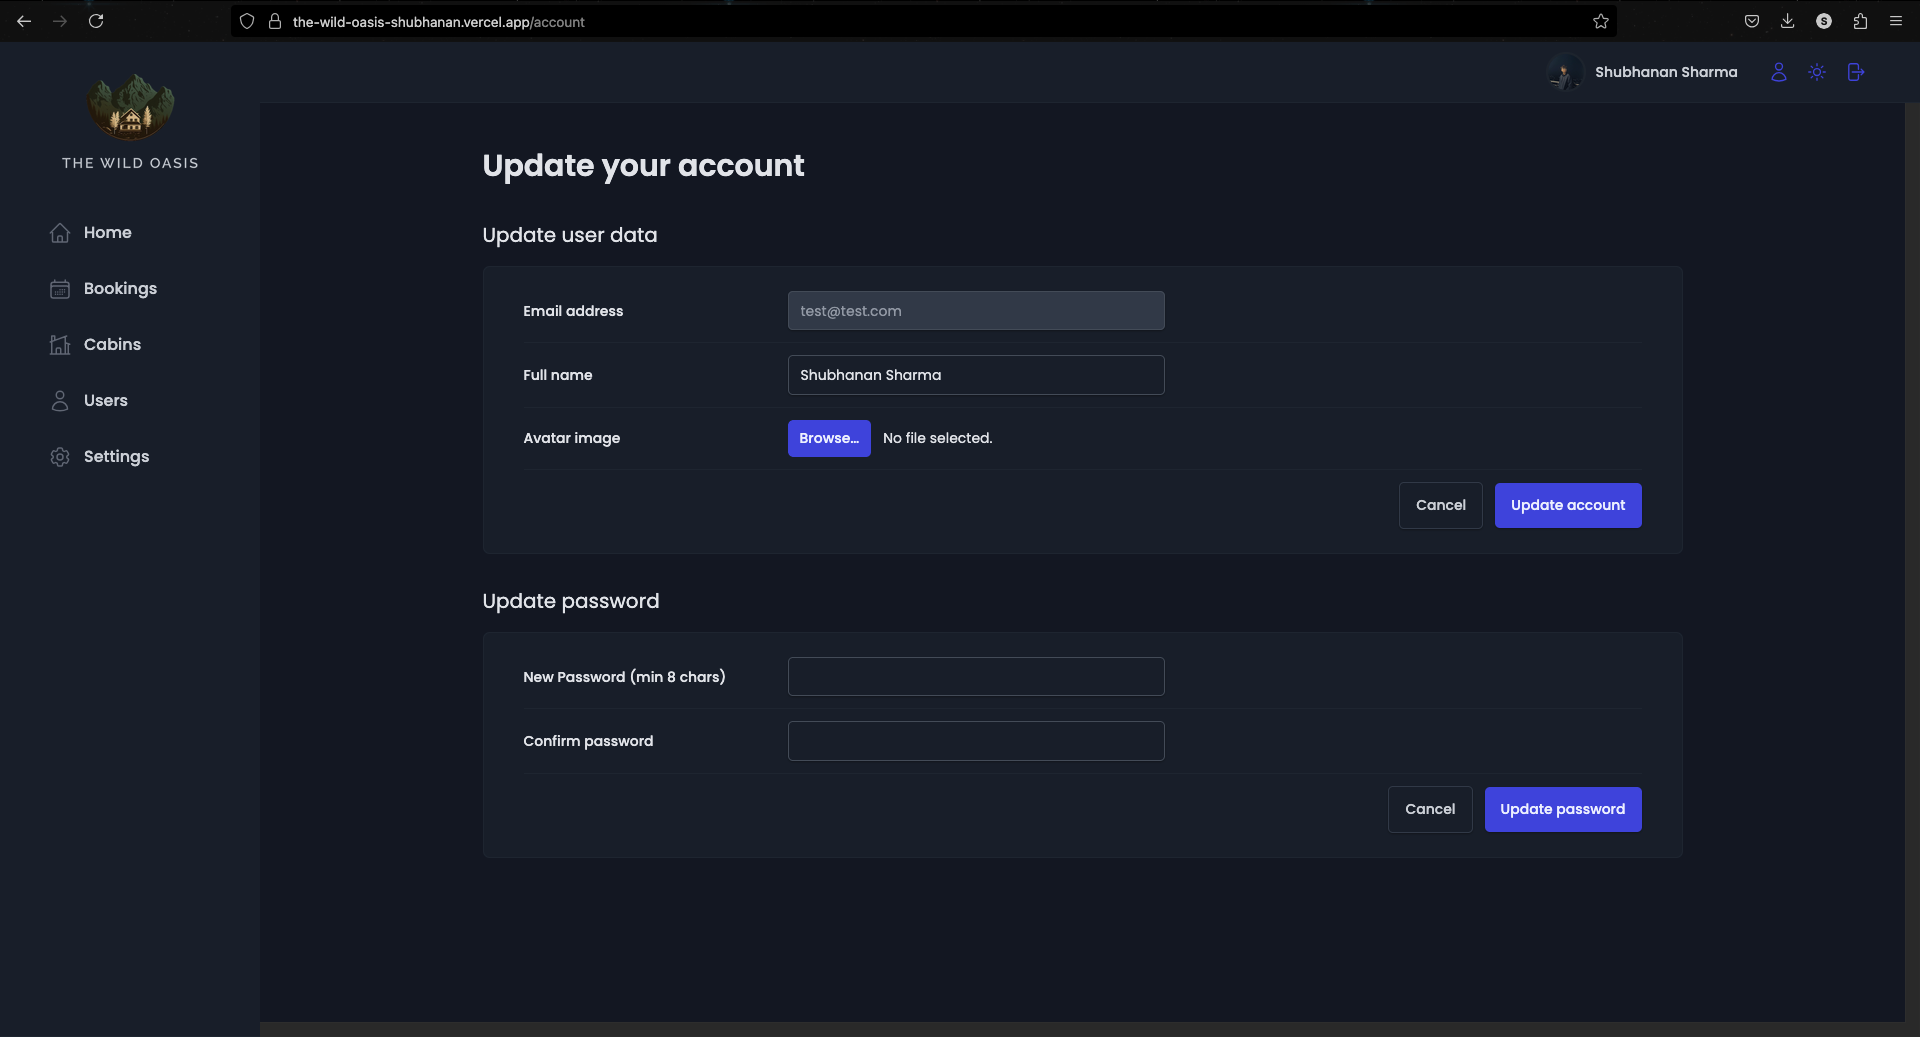 the-wild-oasis-shubhanan.vercel.app/account
S
Shubhanan Sharma
THE WILD OASIS
Home
Bookings
Cabins
Users
Settings
Update your account
Update user data
Email address
test@test.com
Full name
Shubhanan Sharma
Avatar image
Browse...
No file selected.
Cancel
Update account
Update password
New Password (min 8 chars)
Confirm password
Cancel
Update password